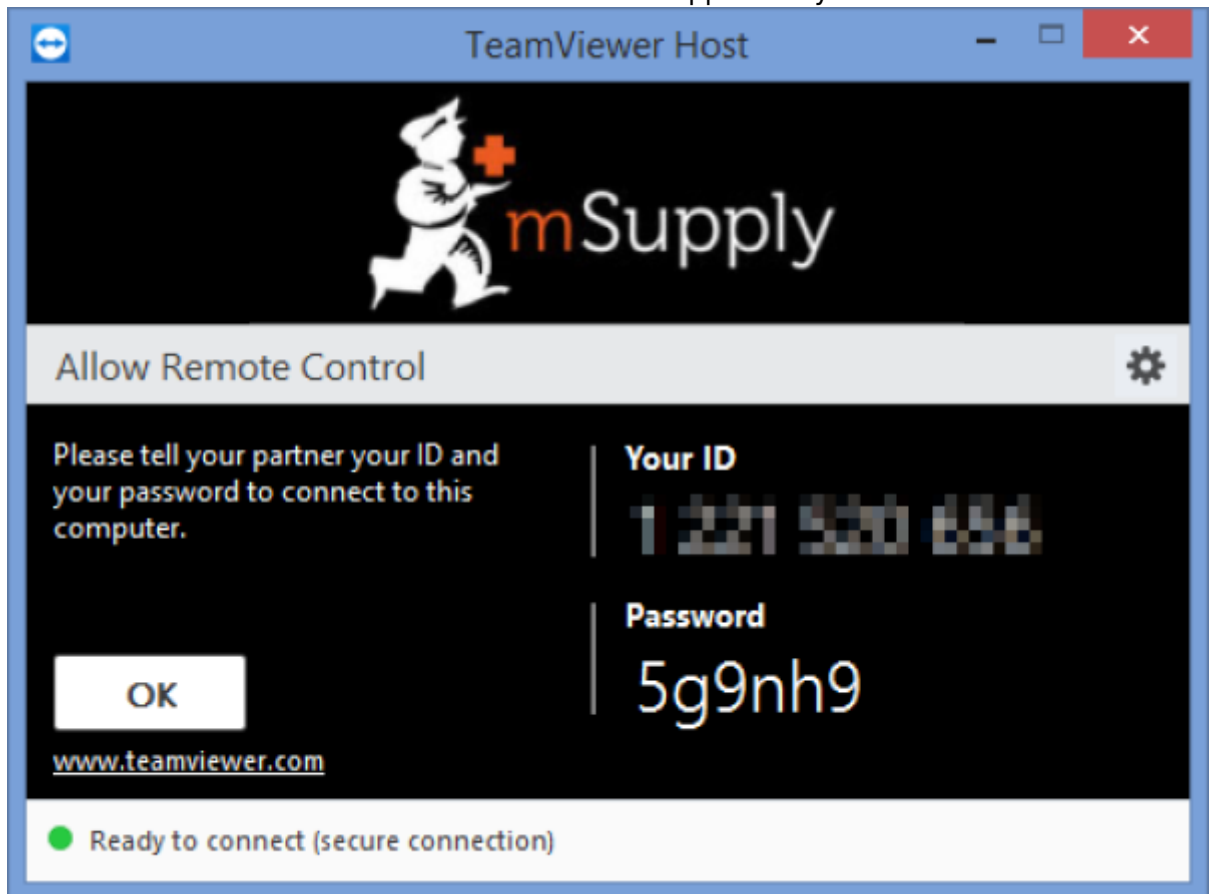 TeamViewer Host
mSupply
Allow Remote Control
Please tell your partner your ID and
your password to connect to this
computer.
OK
www.teamviewer.com
Your ID
Password
5g9nh9
Ready to connect (secure connection)